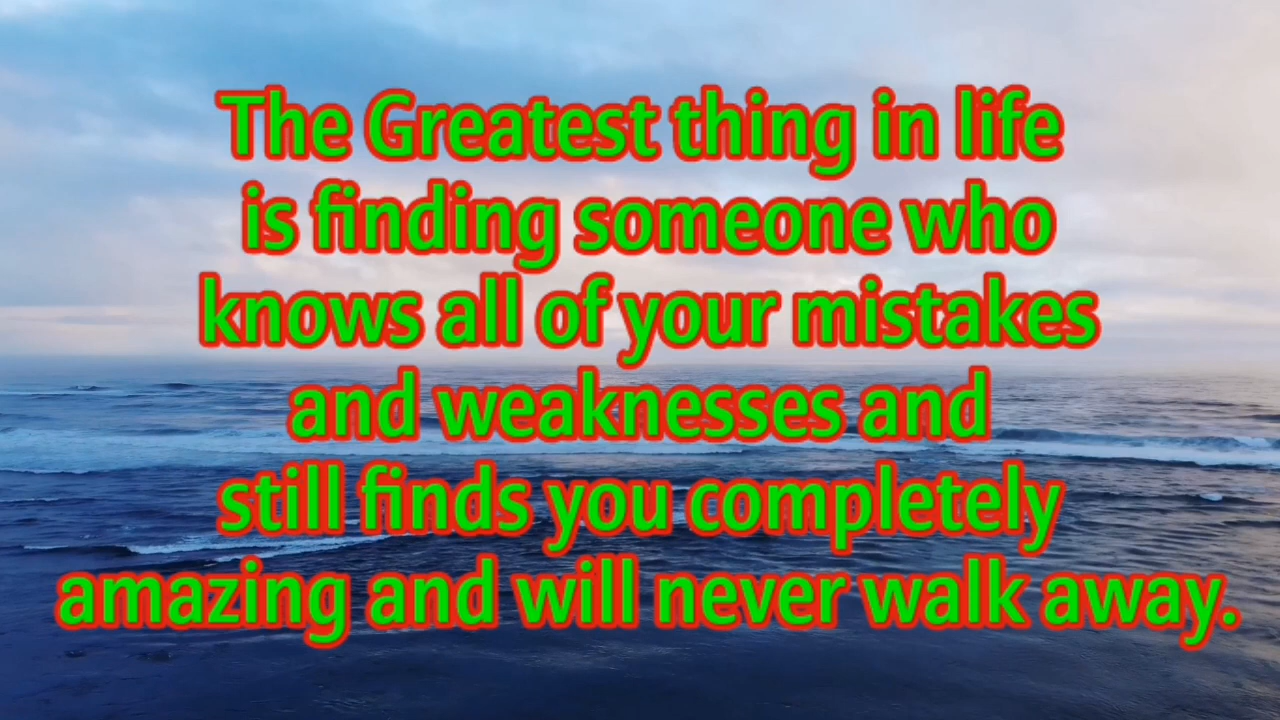 The Greatest thing in life
is finding someone who
knows all of your mistakes
and weaknesses and
still finds you completely
amazing and will never walk away.